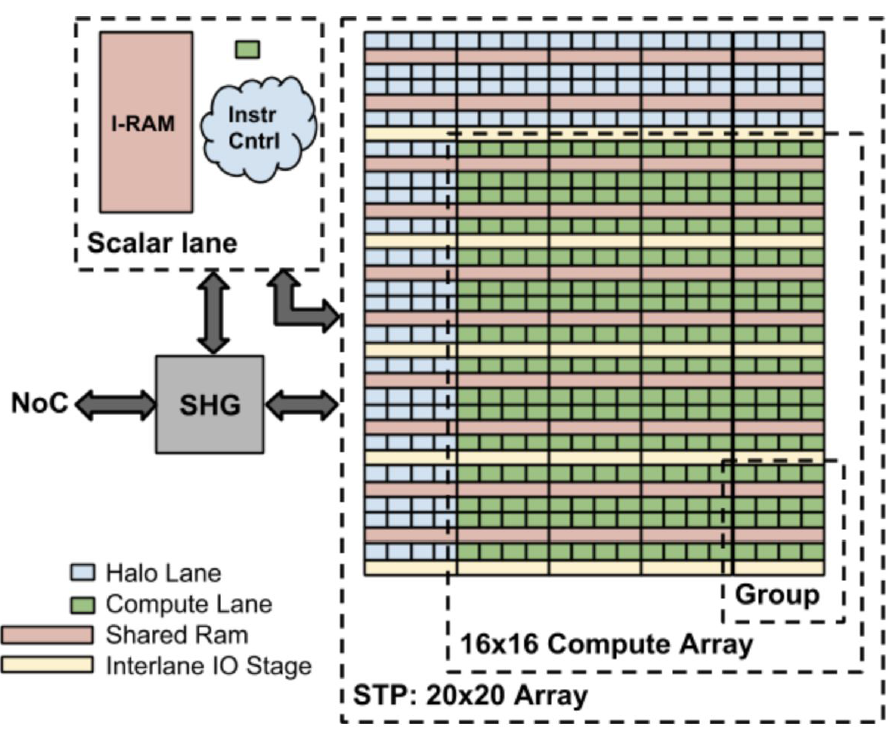 I-RAM
Instr
Cntrl
Scalar lane
NoC
SHG
Halo Lane
Compute Lane
Shared Ram
Interlane IO Stage
Group
16x16 Compute Array
STP: 20x20 Array